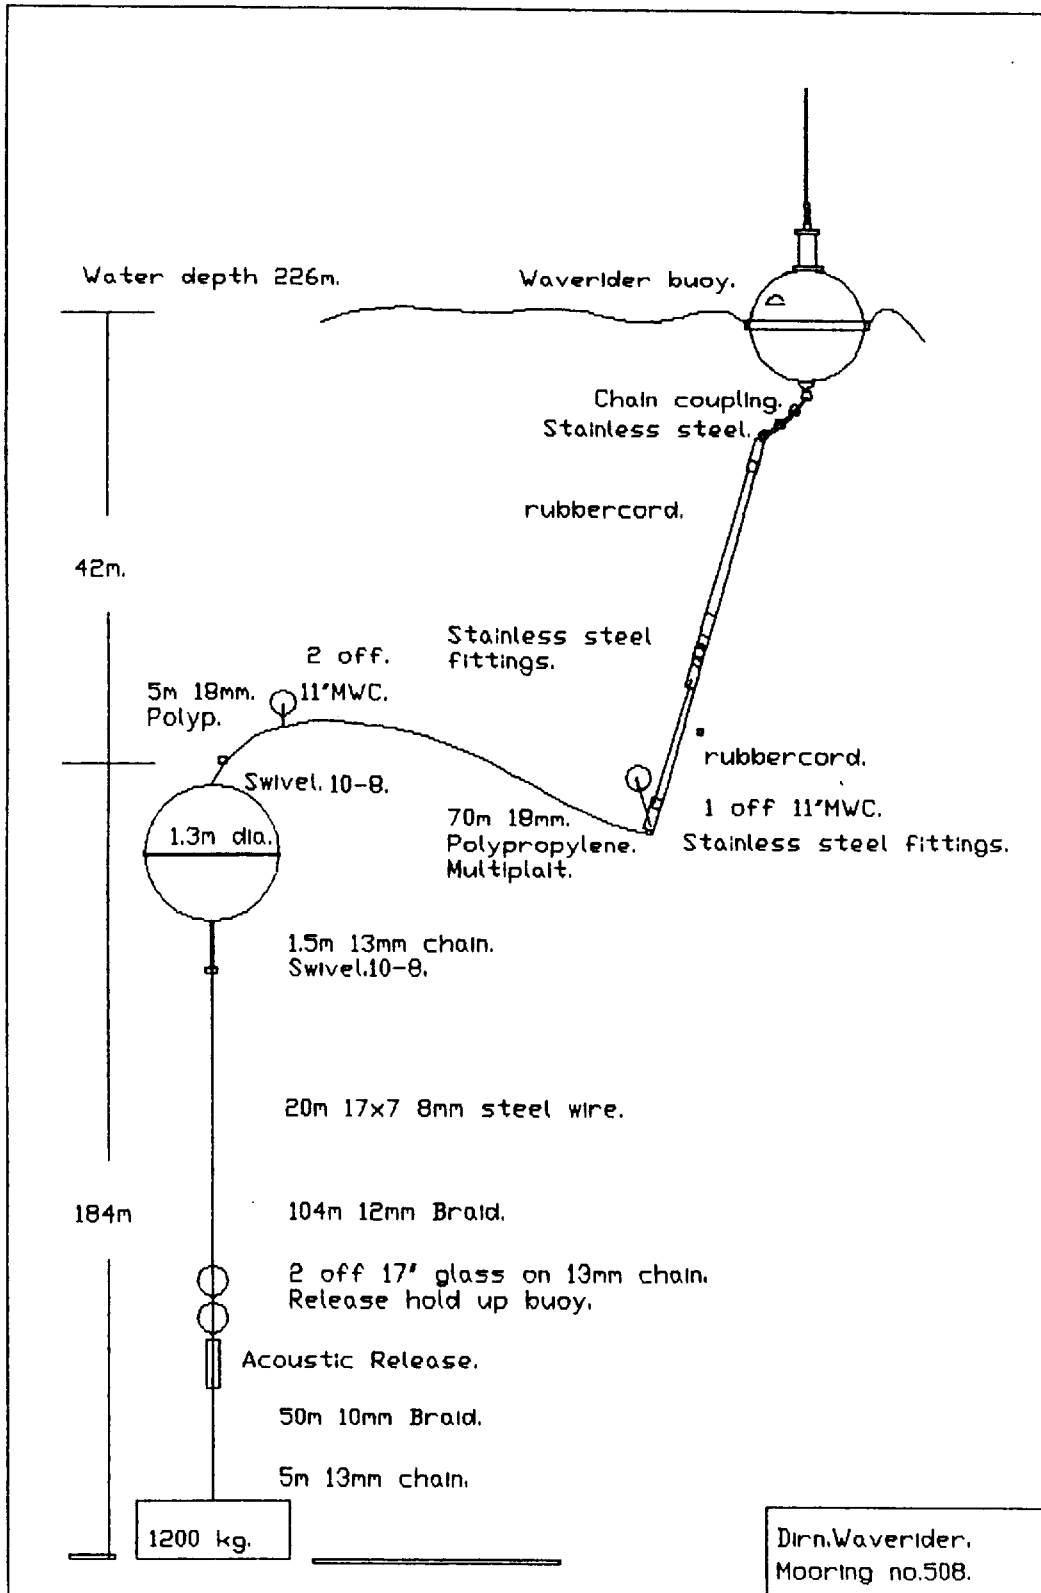 Water depth 226m.
Waverider buoy.
Chain coupling.
Stainless steel.
rubbercord.
42m.
Stainless steel
fittings.
2 off.
11"MWC.
5m 18mm.
Polyp.
Swivel. 10-8.
rubbercord.
1 off 11"MWC.
Stainless steel fittings.
70m 18mm.
Polypropylene.
Multiplait.
1.3m dia.
1.5m 13mm chain.
Swivel.10-8.
20m 17x7 8mm steel wire.
184m
104m 12mm Braid.
2 off 17" glass on 13mm chain.
Release hold up buoy.
Acoustic Release.
50m 10mm Braid.
5m 13mm chain.
1200 kg.
Dirn.Waverider.
Mooring no.508.